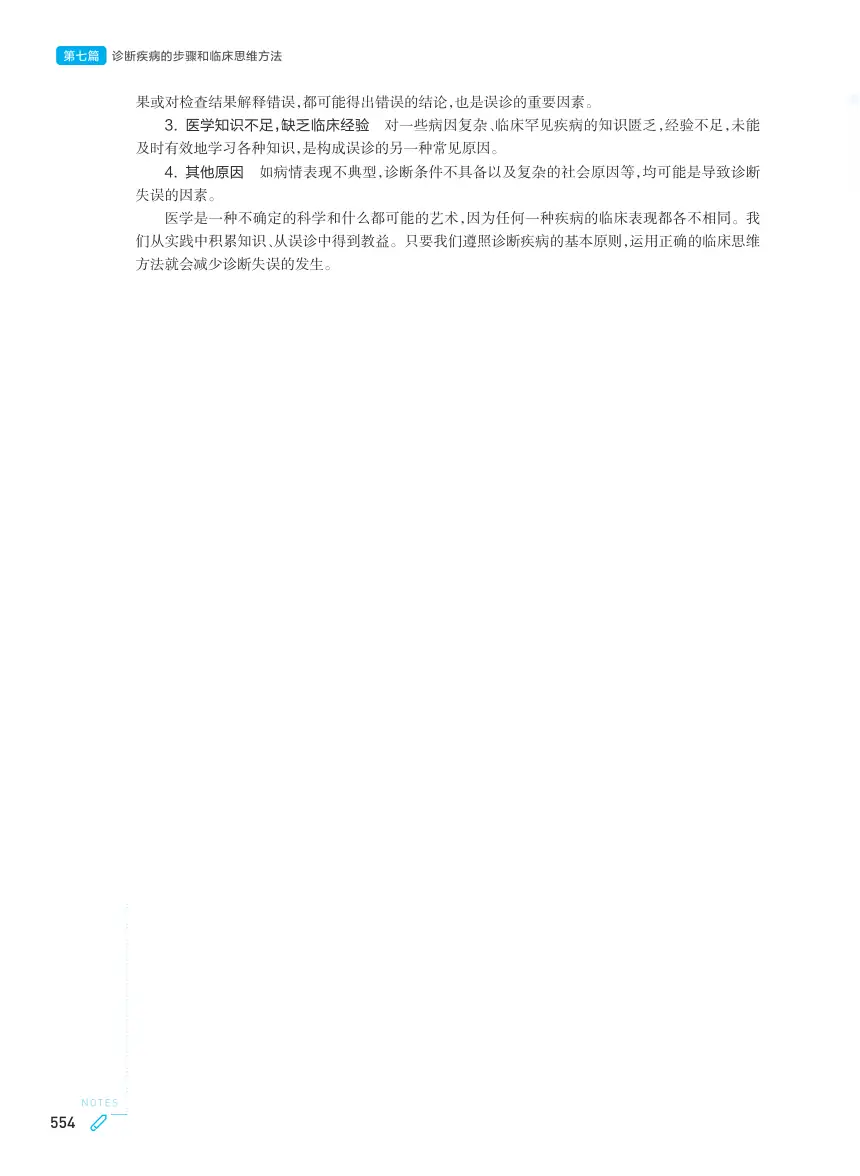 第七篇 诊断疾病的步骤和临床思维方法
果或对检查结果解释错误,都可能得出错误的结论,也是误诊的重要因素。
3. 医学知识不足,缺乏临床经验 对一些病因复杂、临床罕见疾病的知识匮乏,经验不足,未能
及时有效地学习各种知识,是构成误诊的另一种常见原因。
4. 其他原因 如病情表现不典型,诊断条件不具备以及复杂的社会原因等,均可能是导致诊断
失误的因素。
医学是一种不确定的科学和什么都可能的艺术,因为任何一种疾病的临床表现都各不相同。我
们从实践中积累知识、从误诊中得到教益。只要我们遵照诊断疾病的基本原则,运用正确的临床思维
方法就会减少诊断失误的发生。
NOTES
554